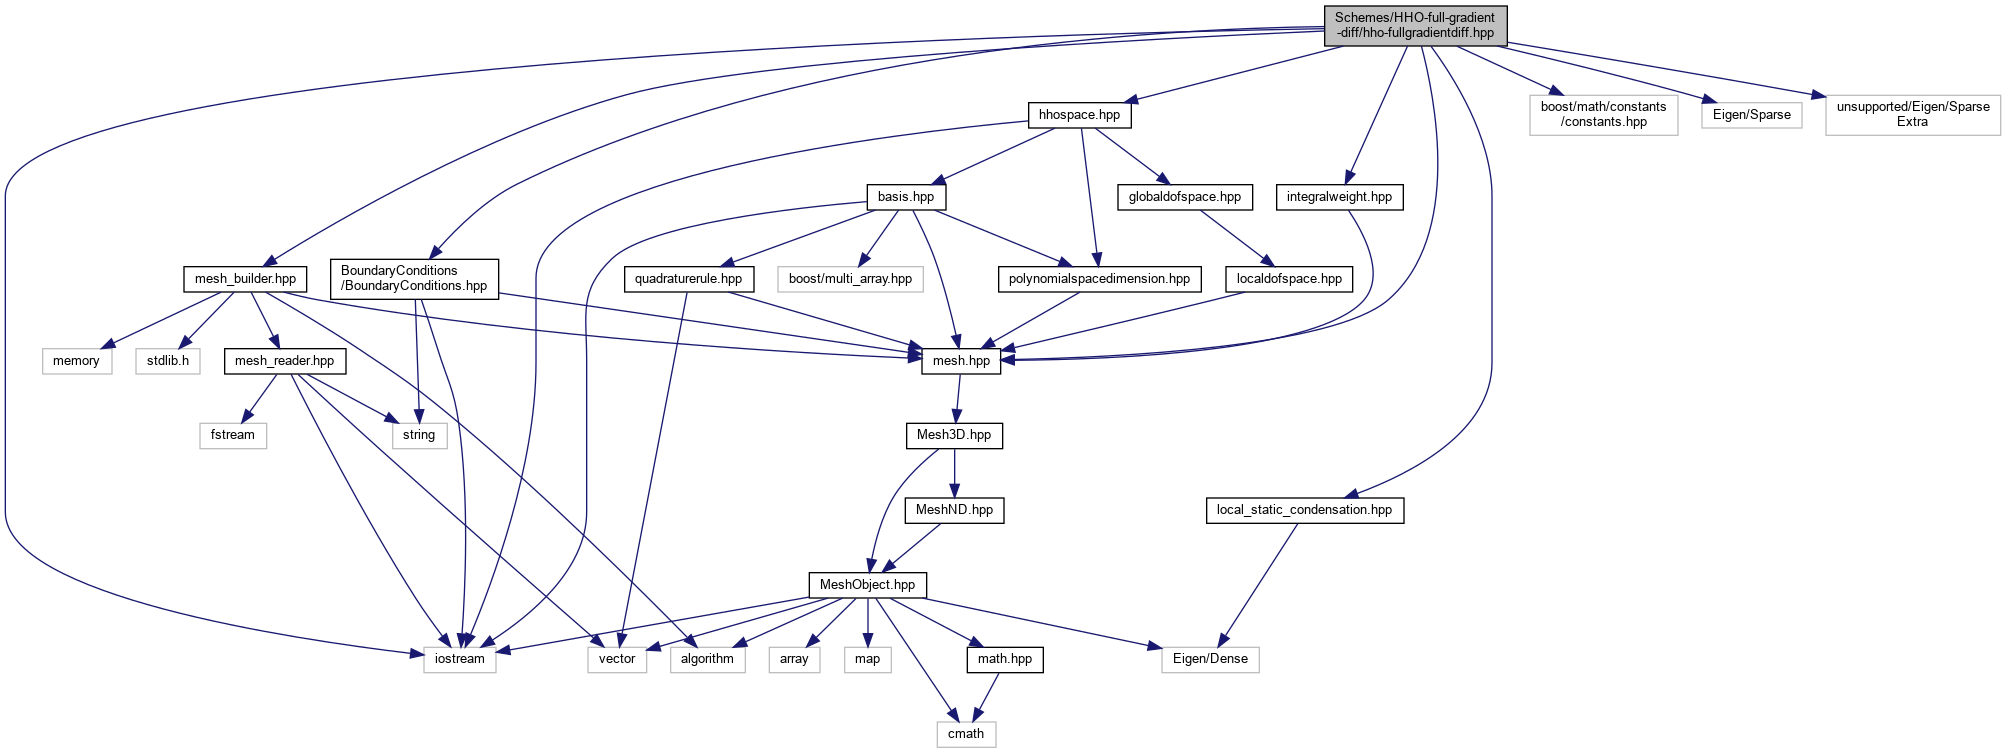 Schemes/HHO-full-gradient
-diff/hho-fullgradientdiff.hpp
hhospace.hpp
boost/math/constants
/constants.hpp
Eigen/Sparse
unsupported/Eigen/Sparse
Extra
basis.hpp
globaldofspace.hpp
integralweight.hpp
mesh_builder.hpp
BoundaryConditions
/BoundaryConditions.hpp
quadraturerule.hpp
boost/multi_array.hpp
polynomialspacedimension.hpp
localdofspace.hpp
memory
stdlib.h
mesh_reader.hpp
mesh.hpp
fstream
string
Mesh3D.hpp
MeshND.hpp
local_static_condensation.hpp
MeshObject.hpp
iostream
vector
algorithm
array
map
math.hpp
Eigen/Dense
cmath